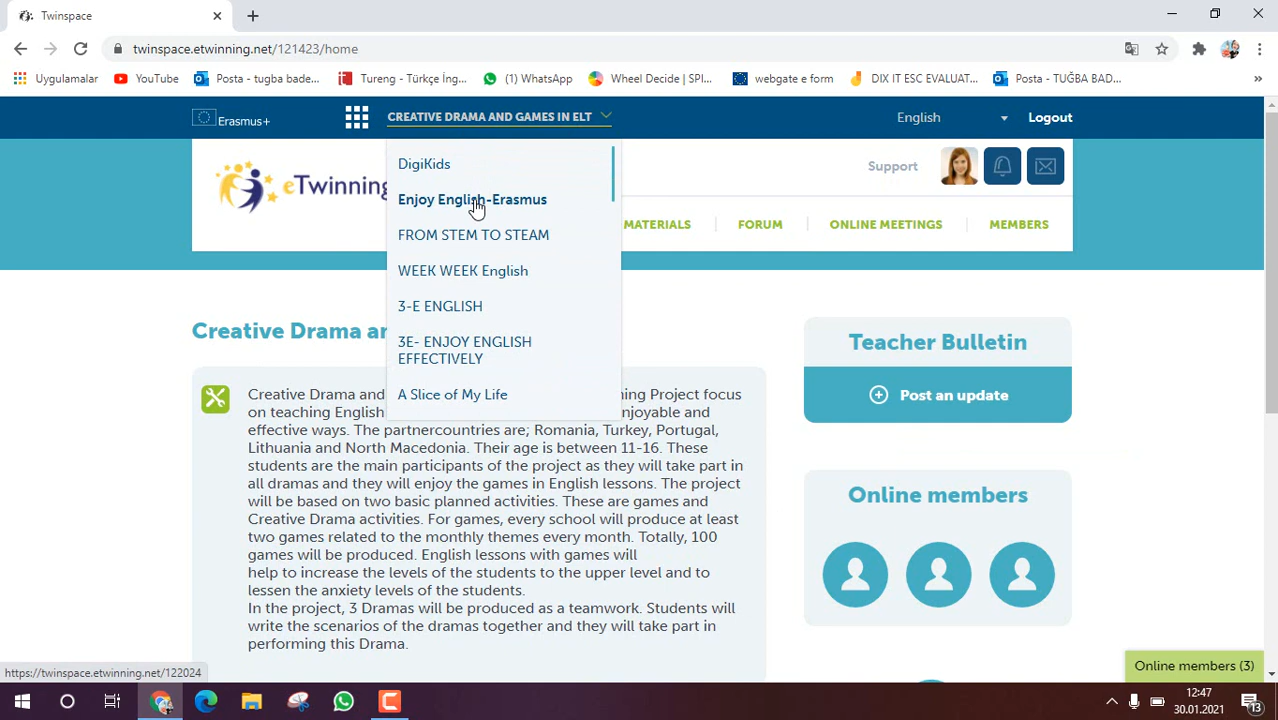 Twinspace
twinspace.etwinning.net/121423/home
Uygulamalar YouTube Posta - tugba bade... Tureng - Türkçe İng... (1) WhatsApp Wheel Decide | SPI... webgate e form DIX IT ESC EVALUAT... Posta - TUĞBA BAD... »
Erasmus+ CREATIVE DRAMA AND GAMES IN ELT English Logout
eTwinning
Support
MATERIALS FORUM ONLINE MEETINGS MEMBERS
DigiKids
Enjoy English-Erasmus
FROM STEM TO STEAM
WEEK WEEK English
3-E ENGLISH
3E- ENJOY ENGLISH
EFFECTIVELY
A Slice of My Life
Creative Drama an
Creative Drama and ning Project focus
on teaching English njoyable and
effective ways. The partnercountries are; Romania, Turkey, Portugal,
Lithuania and North Macedonia. Their age is between 11-16. These
students are the main participants of the project as they will take part in
all dramas and they will enjoy the games in English lessons. The project
will be based on two basic planned activities. These are games and
Creative Drama activities. For games, every school will produce at least
two games related to the monthly themes every month. Totally, 100
games will be produced. English lessons with games will
help to increase the levels of the students to the upper level and to
lessen the anxiety levels of the students.
In the project, 3 Dramas will be produced as a teamwork. Students will
write the scenarios of the dramas together and they will take part in
performing this Drama.
Teacher Bulletin
Post an update
Online members
Online members (3)
https://twinspace.etwinning.net/122024
12:47
30.01.2021
13